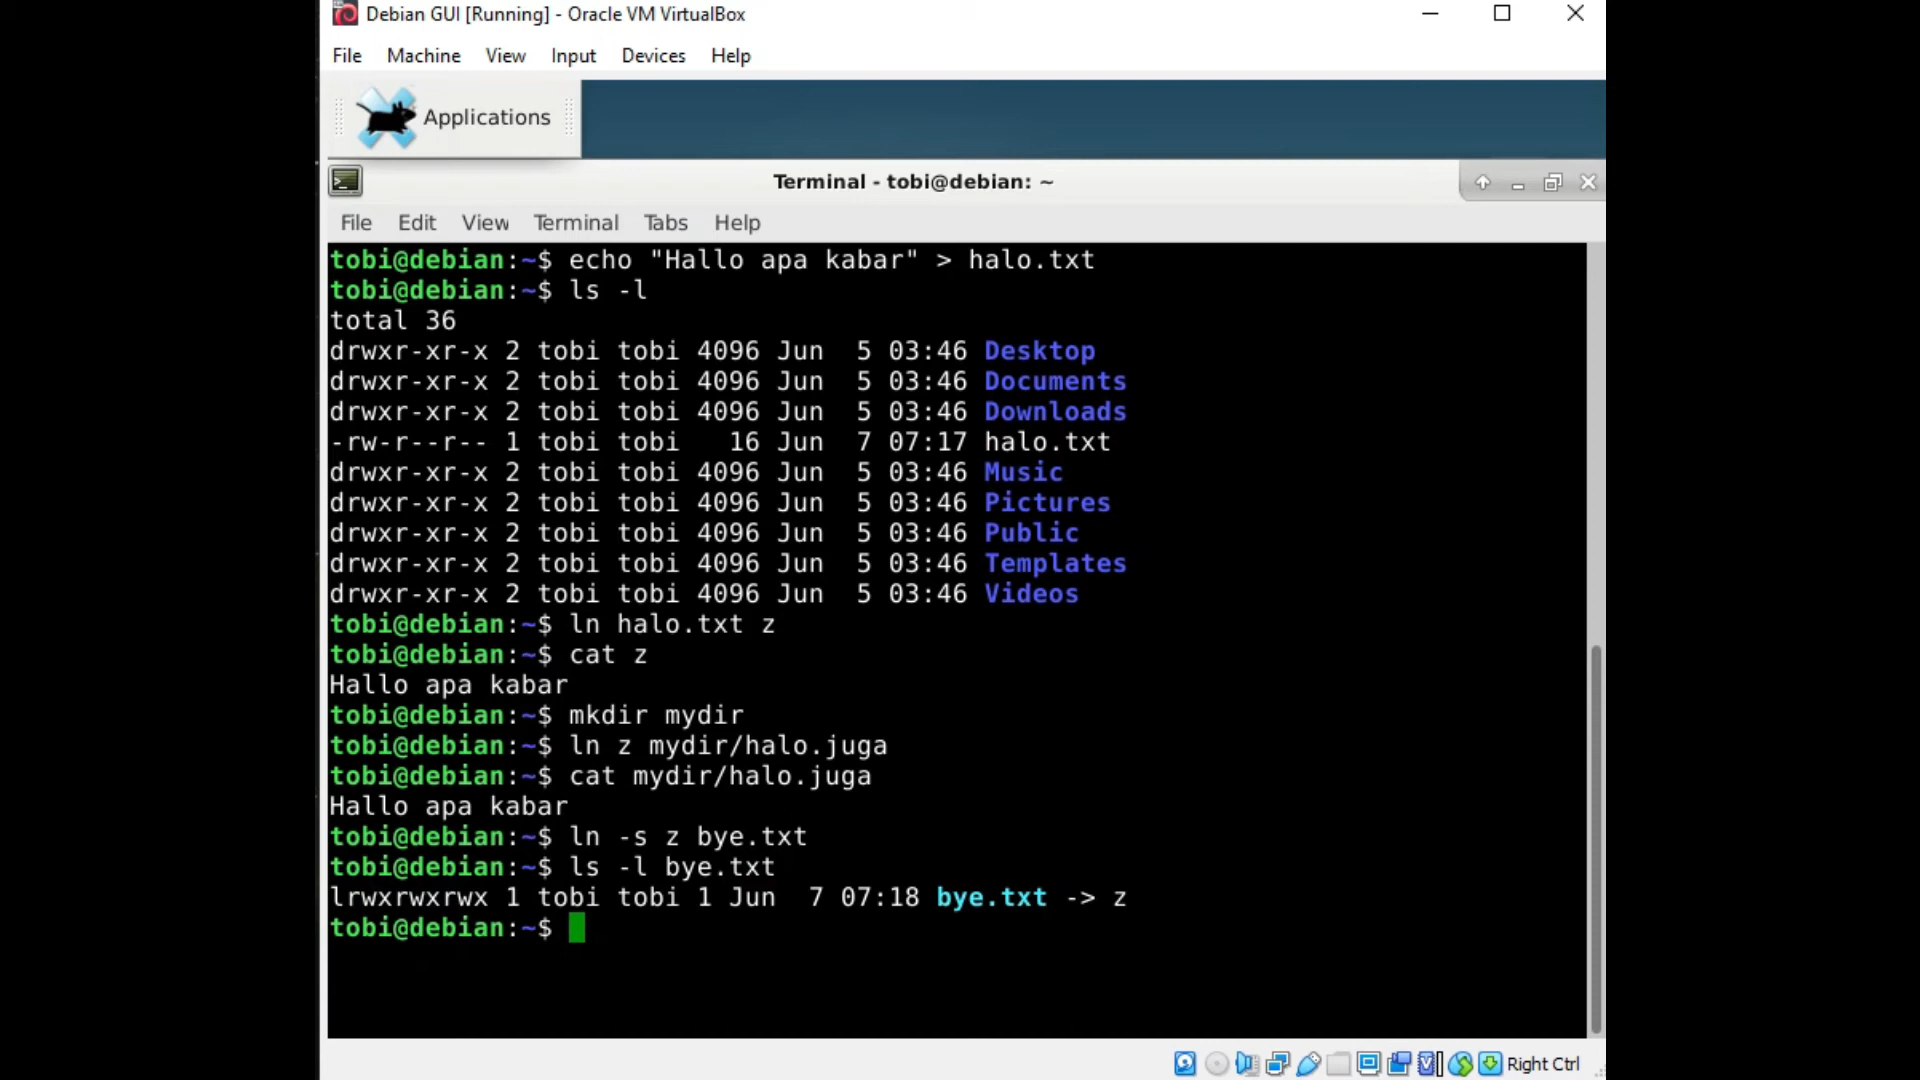 Debian GUI [Running] - Oracle VM VirtualBox
File Machine View Input Devices Help
Applications
Terminal - tobi@debian: ~
File Edit View Terminal Tabs Help
tobi@debian:~$ echo "Hallo apa kabar" > halo.txt
tobi@debian:~$ ls -l
total 36
drwxr-xr-x 2 tobi tobi 4096 Jun  5 03:46 Desktop
drwxr-xr-x 2 tobi tobi 4096 Jun  5 03:46 Documents
drwxr-xr-x 2 tobi tobi 4096 Jun  5 03:46 Downloads
-rw-r--r-- 1 tobi tobi   16 Jun  7 07:17 halo.txt
drwxr-xr-x 2 tobi tobi 4096 Jun  5 03:46 Music
drwxr-xr-x 2 tobi tobi 4096 Jun  5 03:46 Pictures
drwxr-xr-x 2 tobi tobi 4096 Jun  5 03:46 Public
drwxr-xr-x 2 tobi tobi 4096 Jun  5 03:46 Templates
drwxr-xr-x 2 tobi tobi 4096 Jun  5 03:46 Videos
tobi@debian:~$ ln halo.txt z
tobi@debian:~$ cat z
Hallo apa kabar
tobi@debian:~$ mkdir mydir
tobi@debian:~$ ln z mydir/halo.juga
tobi@debian:~$ cat mydir/halo.juga
Hallo apa kabar
tobi@debian:~$ ln -s z bye.txt
tobi@debian:~$ ls -l bye.txt
lrwxrwxrwx 1 tobi tobi 1 Jun  7 07:18 bye.txt -> z
tobi@debian:~$
Right Ctrl